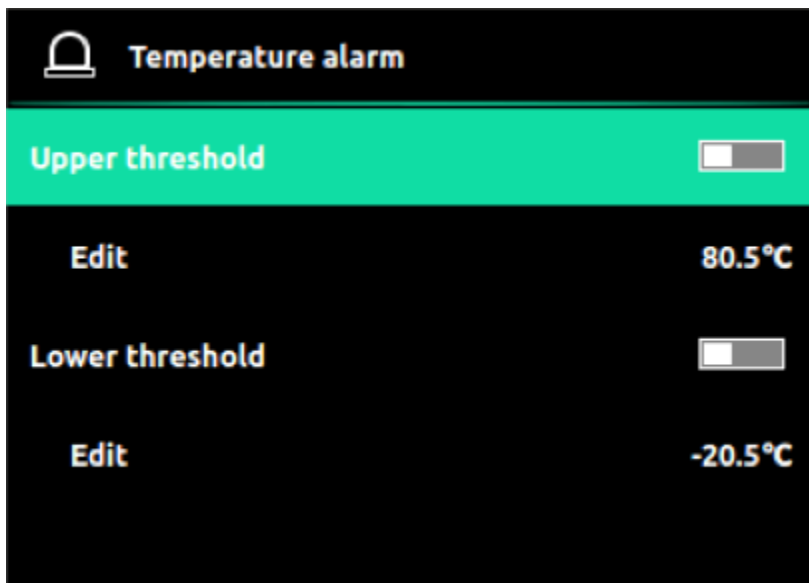 Temperature alarm
Upper threshold
Edit 80.5°C
Lower threshold
Edit -20.5°C